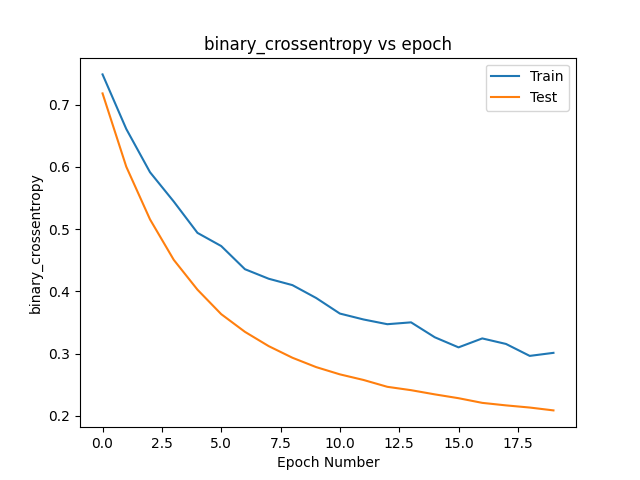 binary_crossentropy vs epoch
Train
Test
binary_crossentropy
0.7
0.6
0.5
0.4
0.3
0.2
0.0 2.5 5.0 7.5 10.0 12.5 15.0 17.5
Epoch Number